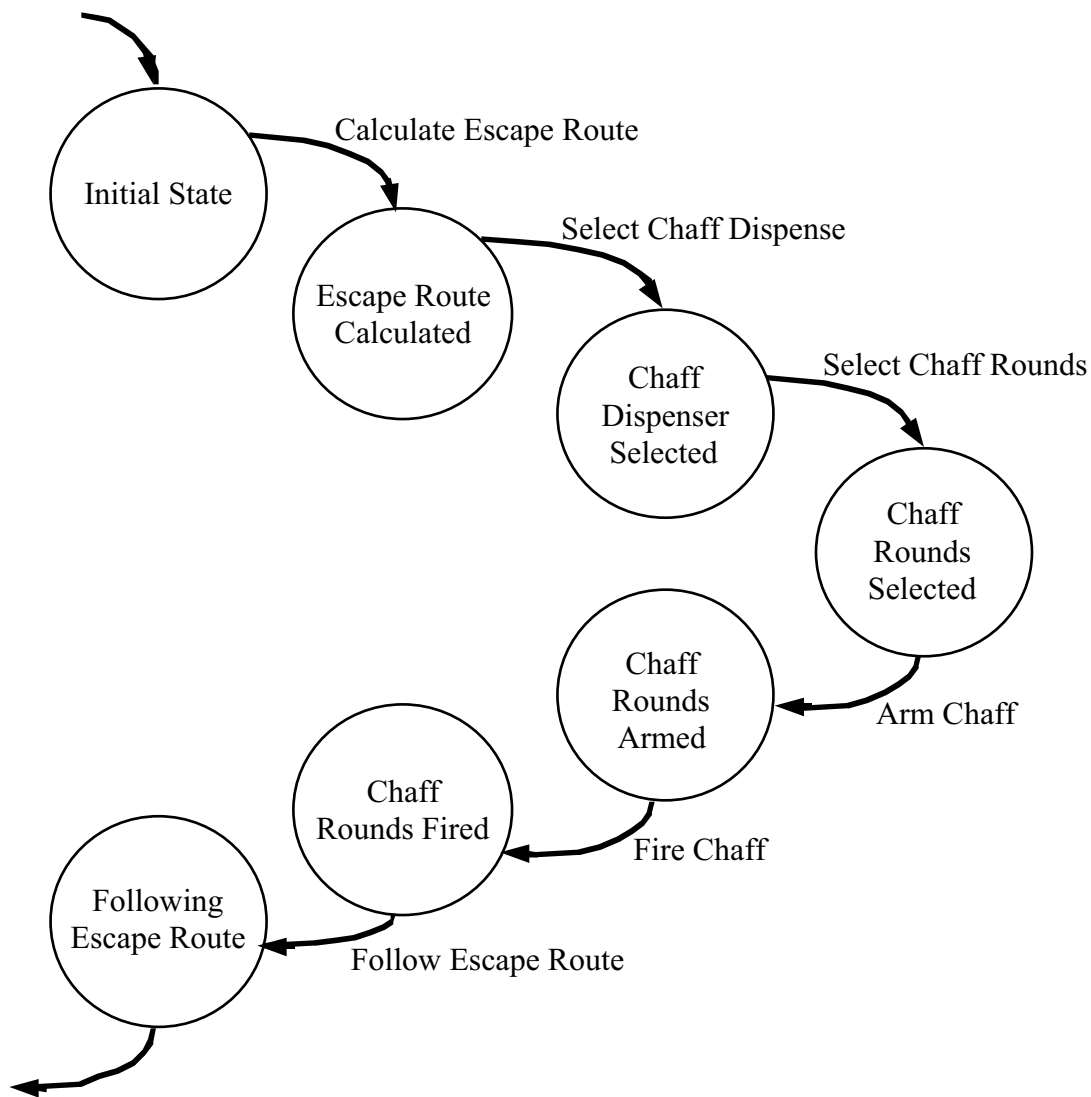 Calculate Escape Route
Initial State
Select Chaff Dispense
Escape Route
Calculated
Select Chaff Rounds
Chaff
Dispenser
Selected
Chaff
Rounds
Selected
Arm Chaff
Chaff
Rounds
Armed
Fire Chaff
Chaff
Rounds Fired
Follow Escape Route
Following
Escape Route